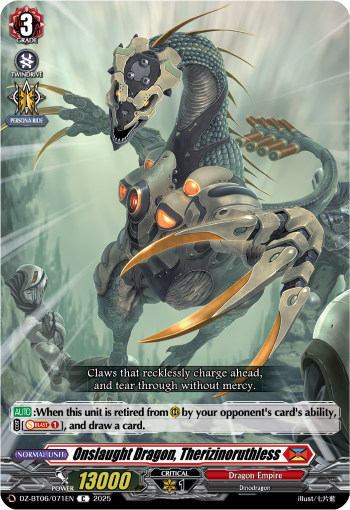 3
GRADE
TWINDRIVE
PERSONA RIDE
Claws that recklessly charge ahead,
and tear through without mercy.
AUTO:When this unit is retired from by your opponent's card's ability,
[BLAST 1], and draw a card.
NORMAL UNIT Onslaught Dragon, Therizinoruthless
POWER 13000 CRITICAL 1 Dragon Empire
Dinodragon
DZ-BT06/071EN C 2025 illust/七片藍